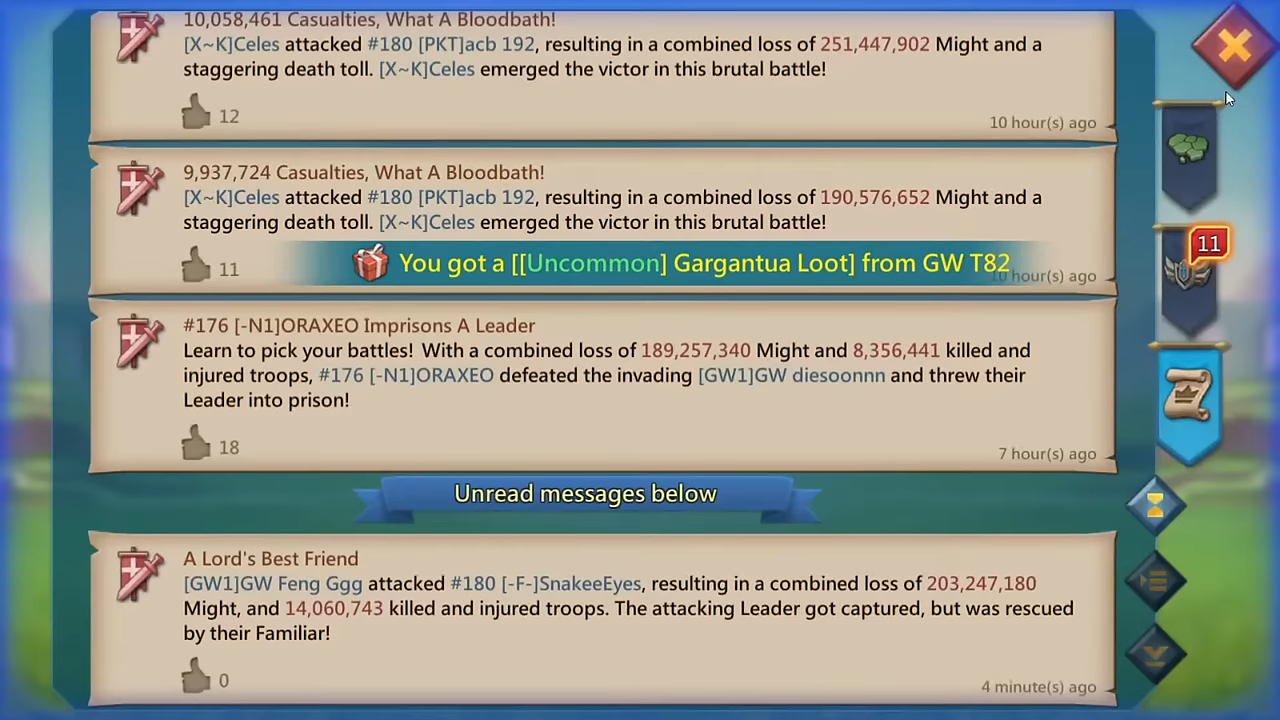 10,058,461 Casualties, What A Bloodbath!
[X~K]Celes attacked #180 [PKT]acb 192, resulting in a combined loss of 251,447,902 Might and a
staggering death toll. [X~K]Celes emerged the victor in this brutal battle!
12
10 hour(s) ago
9,937,724 Casualties, What A Bloodbath!
[X~K]Celes attacked #180 [PKT]acb 192, resulting in a combined loss of 190,576,652 Might and a
staggering death toll. [X~K]Celes emerged the victor in this brutal battle!
11
You got a [[Uncommon] Gargantua Loot] from GW T82
10 hour(s) ago
11
#176 [-N1]ORAXEO Imprisons A Leader
Learn to pick your battles! With a combined loss of 189,257,340 Might and 8,356,441 killed and
injured troops, #176 [-N1]ORAXEO defeated the invading [GW1]GW diesoonnn and threw their
Leader into prison!
18
7 hour(s) ago
Unread messages below
A Lord's Best Friend
[GW1]GW Feng Ggg attacked #180 [-F-]SnakeeEyes, resulting in a combined loss of 203,247,180
Might, and 14,060,743 killed and injured troops. The attacking Leader got captured, but was rescued
by their Familiar!
0
4 minute(s) ago